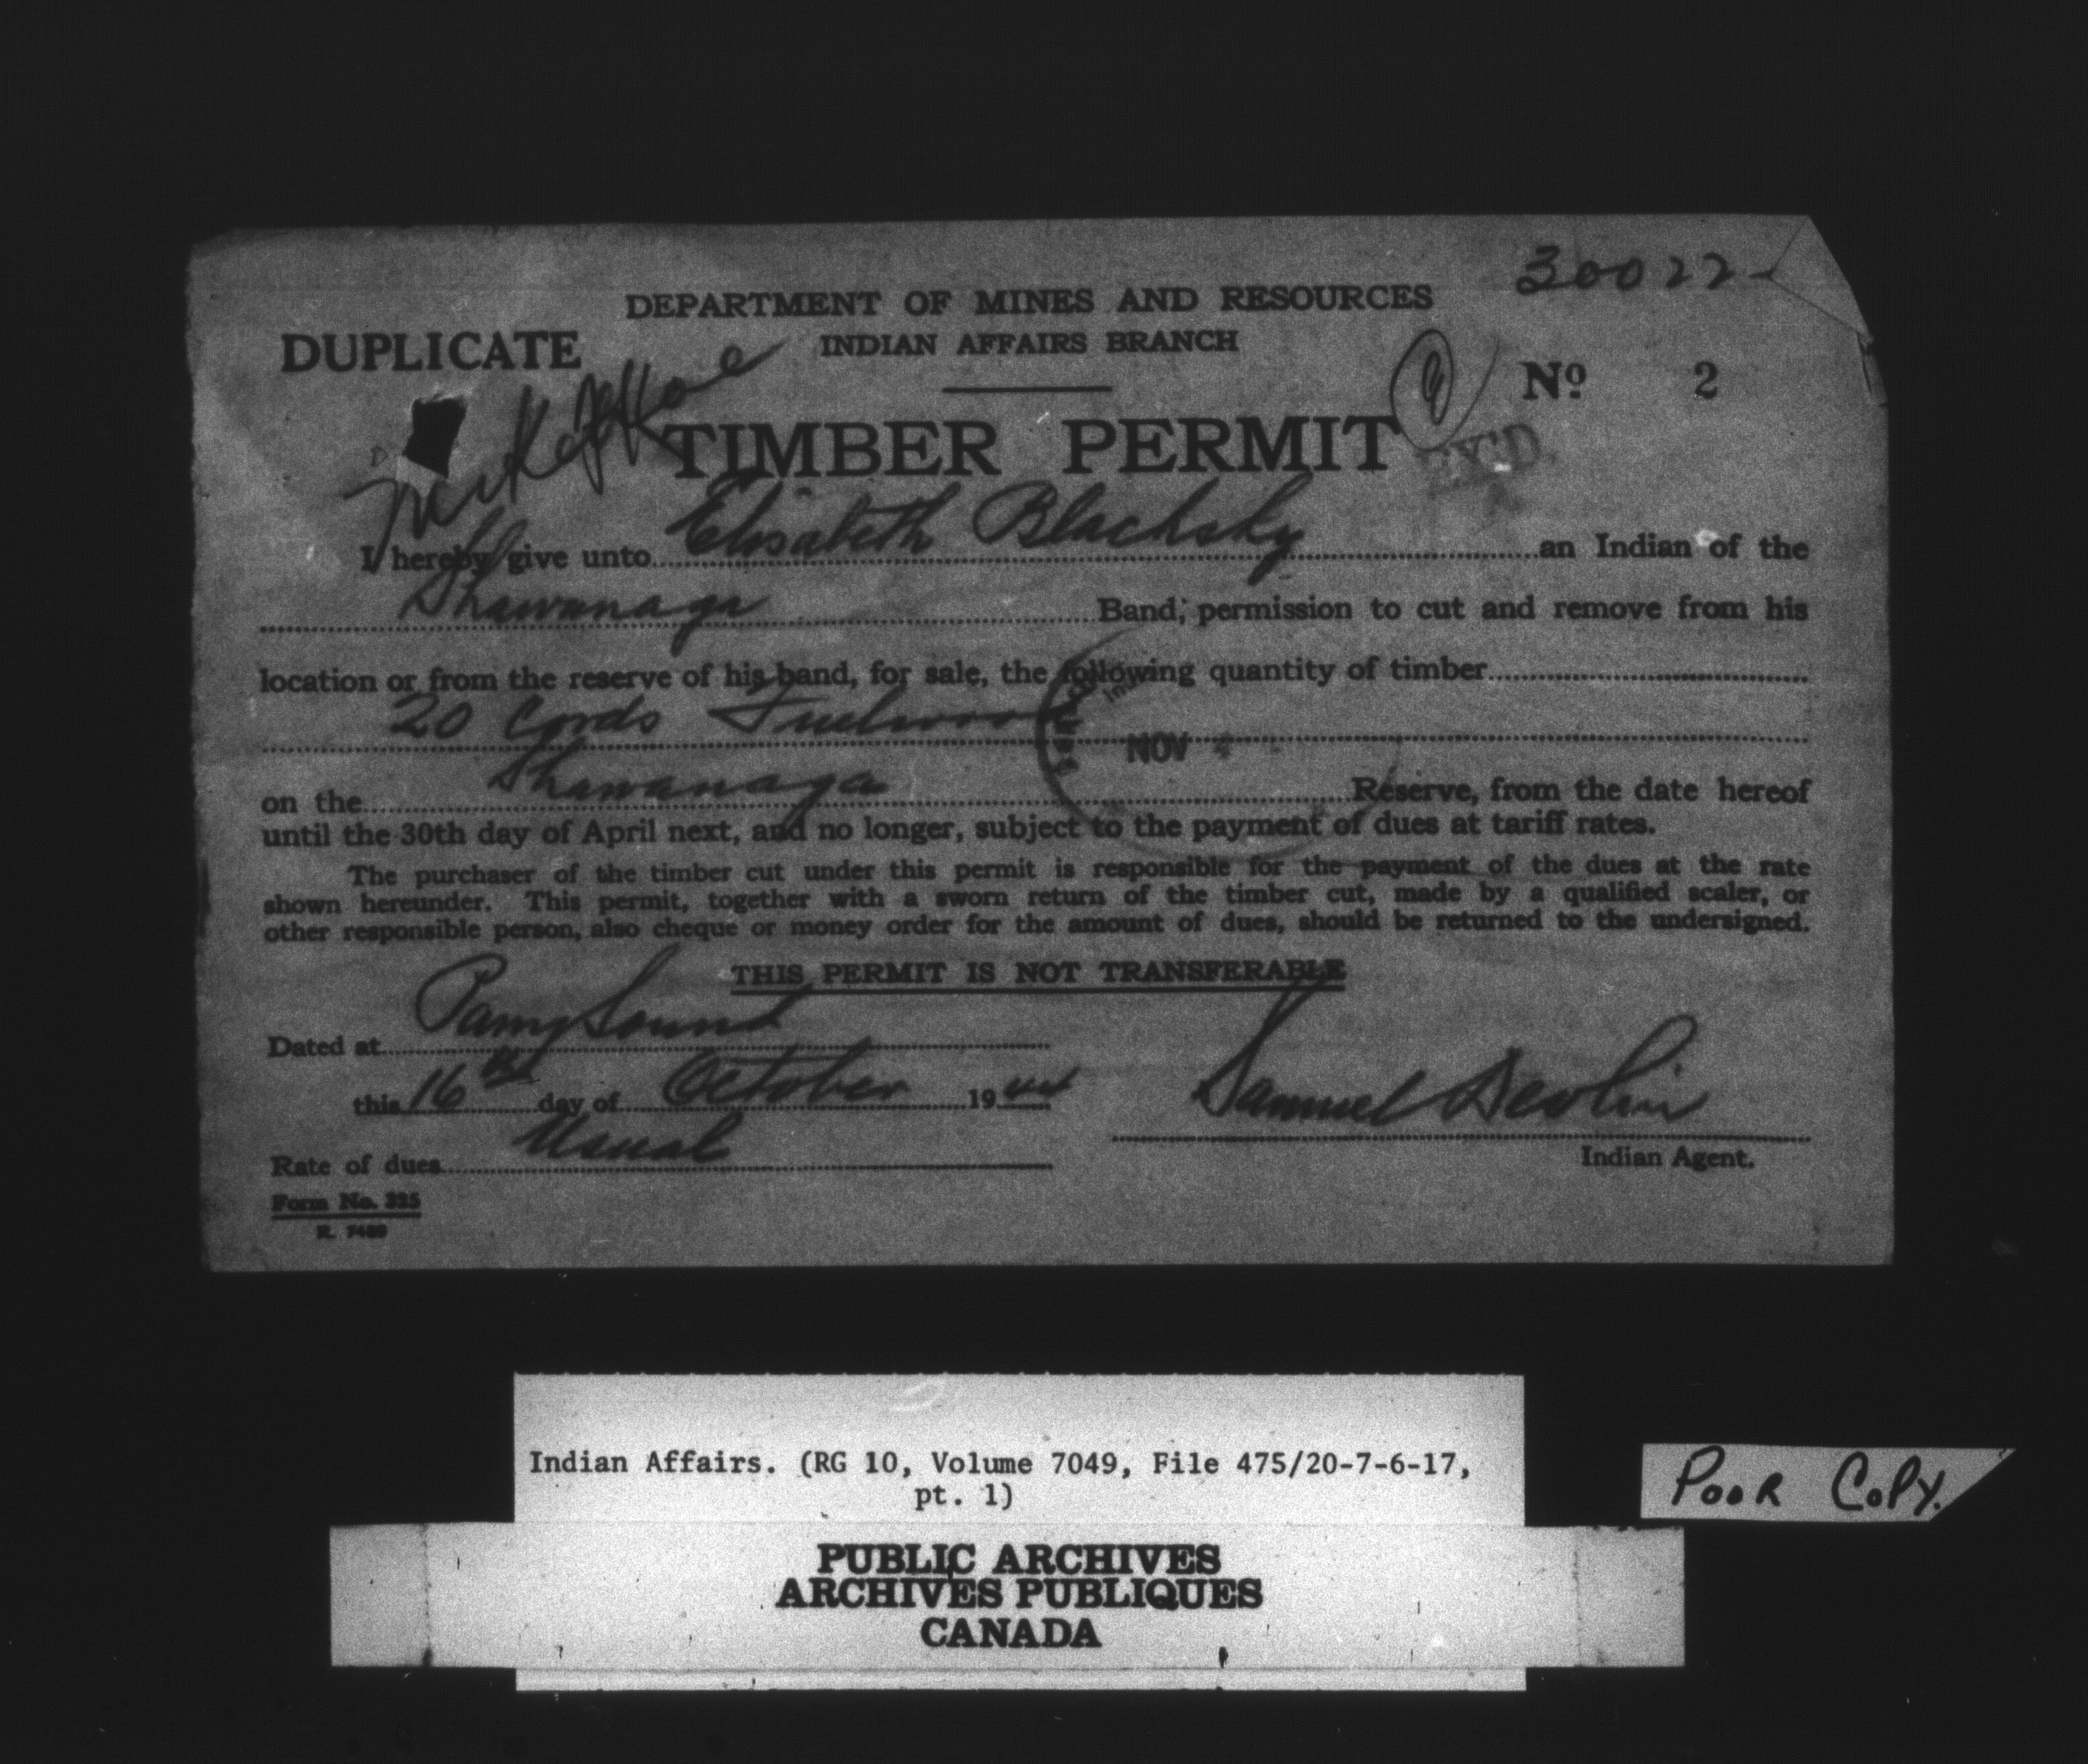 30022-
DEPARTMENT OF MINES AND RESOURCES
DUPLICATE
INDIAN AFFAIRS BRANCH
Nº 2
TIMBER PERMIT
EX'D.
I hereby give unto Elisabeth Blacksky an Indian of the
Shawanaga Band, permission to cut and remove from his
location or from the reserve of his band, for sale, the following quantity of timber
20 Cords Fuelwood
NOV 4
on the Shawanaga Reserve, from the date hereof
until the 30th day of April next, and no longer, subject to the payment of dues at tariff rates.
The purchaser of the timber cut under this permit is responsible for the payment of the dues at the rate
shown hereunder. This permit, together with a sworn return of the timber cut, made by a qualified scaler, or
other responsible person, also cheque or money order for the amount of dues, should be returned to the undersigned.
THIS PERMIT IS NOT TRANSFERABLE
Dated at Parry Sound
this 16th day of October 1944
Samuel Devlin
Rate of dues Usual
Indian Agent.
Form No. 325
Indian Affairs. (RG 10, Volume 7049, File 475/20-7-6-17,
pt. 1)
POOR COPY.
PUBLIC ARCHIVES
ARCHIVES PUBLIQUES
CANADA